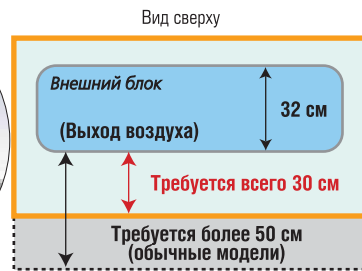 Вид сверху
Внешний блок
32 см
(Выход воздуха)
Требуется всего 30 см
Требуется более 50 см
(обычные модели)